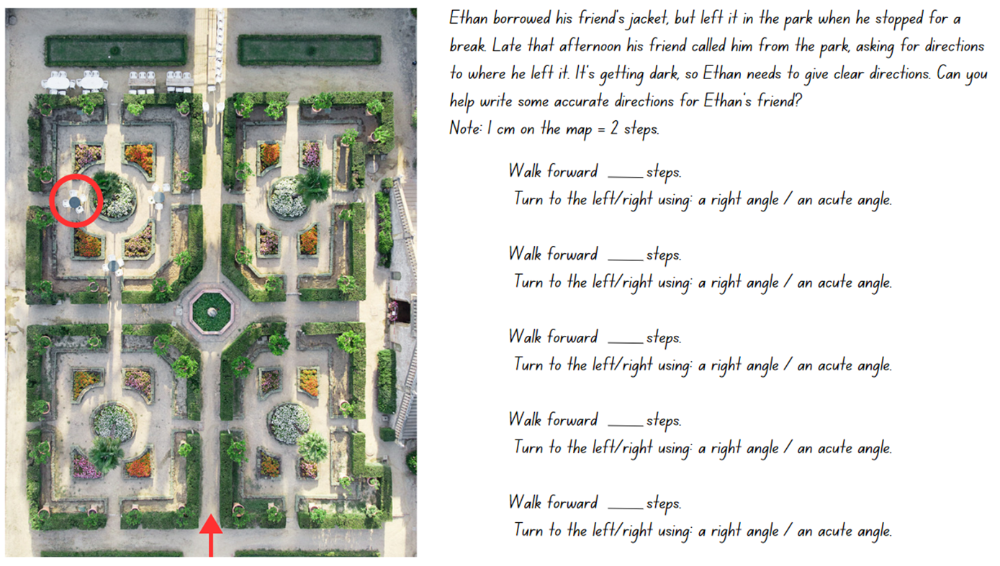 Ethan borrowed his friend's jacket, but left it in the park when he stopped for a
break. Late that afternoon his friend called him from the park, asking for directions
to where he left it. It's getting dark, so Ethan needs to give clear directions. Can you
help write some accurate directions for Ethan's friend?
Note: 1 cm on the map = 2 steps.
Walk forward ____ steps.
Turn to the left/right using: a right angle / an acute angle.
Walk forward ____ steps.
Turn to the left/right using: a right angle / an acute angle.
Walk forward ____ steps.
Turn to the left/right using: a right angle / an acute angle.
Walk forward ____ steps.
Turn to the left/right using: a right angle / an acute angle.
Walk forward ____ steps.
Turn to the left/right using: a right angle / an acute angle.